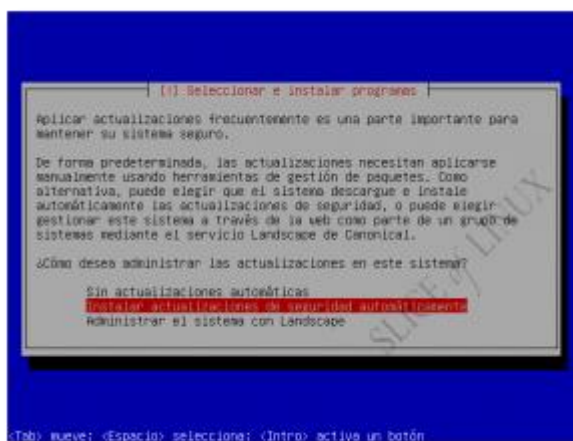 [!] Seleccionar e instalar programas
Aplicar actualizaciones frecuentemente es una parte importante para
mantener su sistema seguro.
De forma predeterminada, las actualizaciones necesitan aplicarse
manualmente usando herramientas de gestión de paquetes. Como
alternativa, puede elegir que el sistema descargue e instale
automáticamente las actualizaciones de seguridad, o puede elegir
gestionar este sistema a través de la web como parte de un grupo de
sistemas mediante el servicio Landscape de Canonical.
¿Cómo desea administrar las actualizaciones en este sistema?
Sin actualizaciones automáticas
Instalar actualizaciones de seguridad automáticamente
Administrar el sistema con Landscape
SLICE of LINUX
<Tab> mueve; <Espacio> selecciona; <Intro> activa un botón